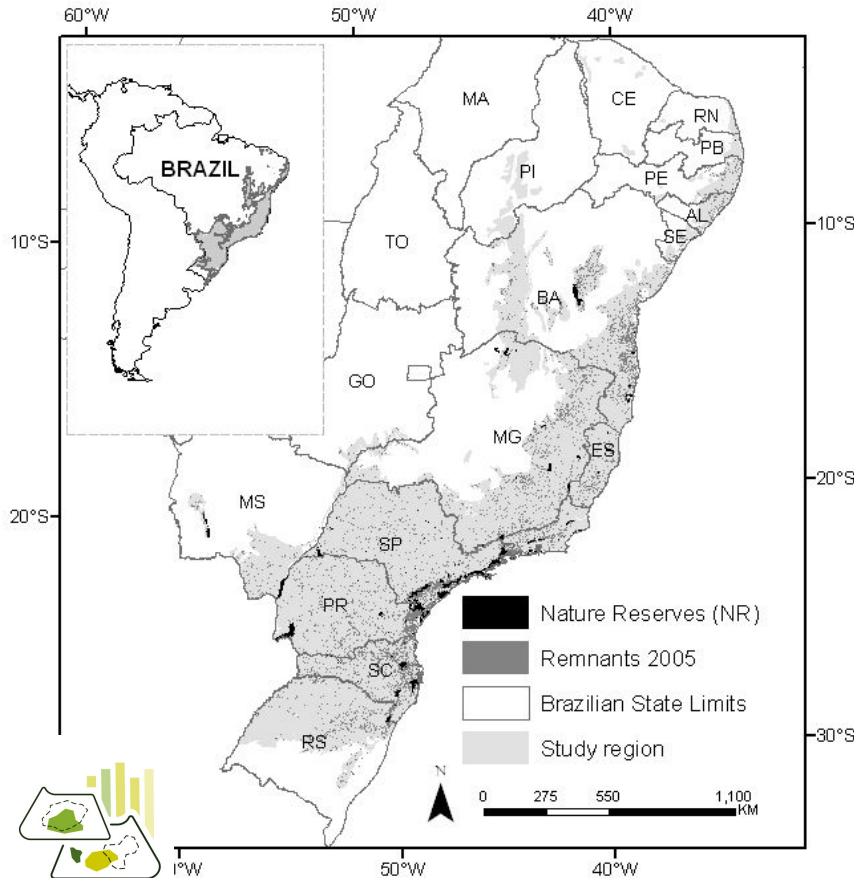 60°W
50°W
40°W
BRAZIL
MA
CE
RN
PB
PI
PE
AL
SE
10°S
10°S
TO
BA
GO
MG
ES
MS
20°S
20°S
SP
PR
Nature Reserves (NR)
SC
Remnants 2005
Brazilian State Limits
RS
Study region
30°S
N
0 275 550 1,100
KM
50°W
40°W